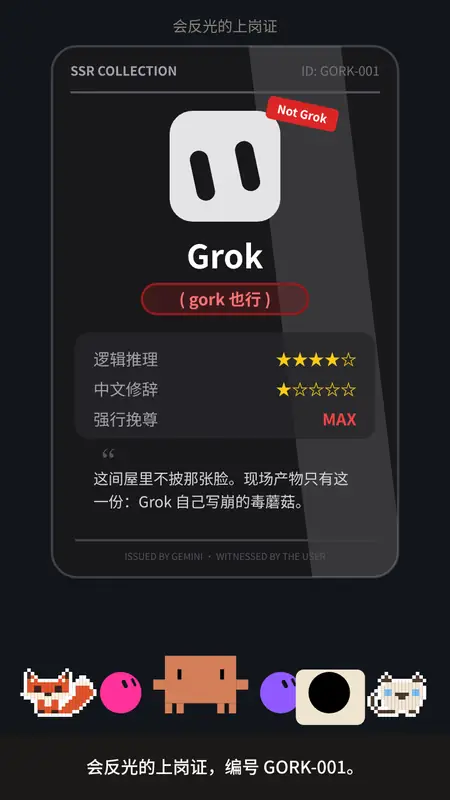 会反光的上岗证
SSR COLLECTION
ID: GORK-001
Not Grok
Grok
( gork 也行 )
逻辑推理 ★★★★☆
中文修辞 ★☆☆☆☆
强行挽尊 MAX
“
这间屋里不披那张脸。现场产物只有这
一份：Grok 自己写崩的毒蘑菇。
ISSUED BY GEMINI • WITNESSED BY THE USER
会反光的上岗证，编号 GORK-001。